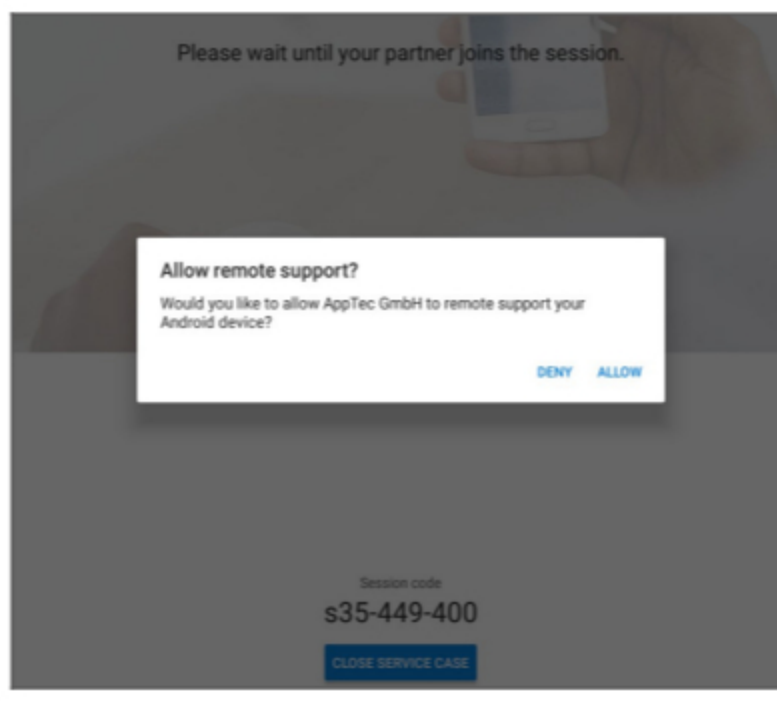 Please wait until your partner joins the session.
Allow remote support?
Would you like to allow AppTec GmbH to remote support your
Android device?
DENY ALLOW
Session code
s35-449-400
CLOSE SERVICE CASE